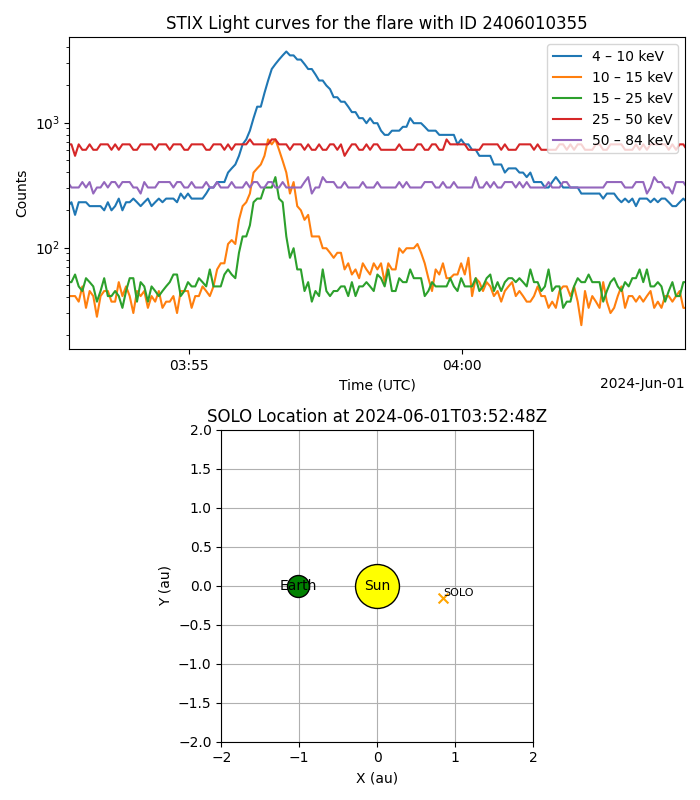 STIX Light curves for the flare with ID 2406010355
4 – 10 keV
10 – 15 keV
15 – 25 keV
25 – 50 keV
50 – 84 keV
10³
10²
Counts
03:55
04:00
Time (UTC)
2024-Jun-01
SOLO Location at 2024-06-01T03:52:48Z
2.0
1.5
1.0
0.5
0.0
−0.5
−1.0
−1.5
−2.0
Y (au)
Earth
Sun
SOLO
−2
−1
0
1
2
X (au)